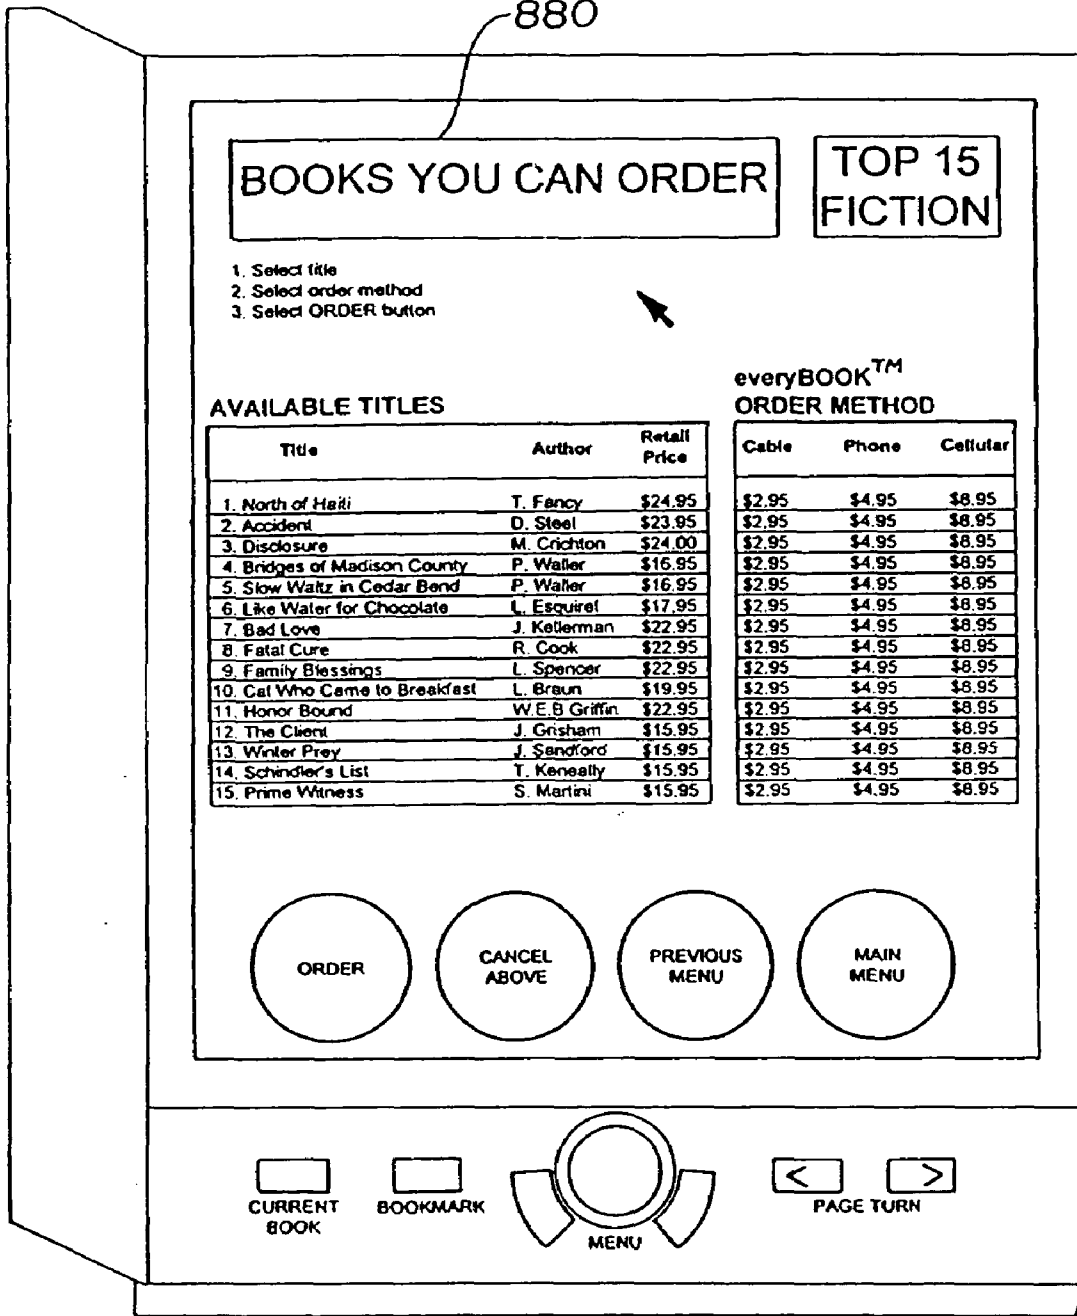 880
BOOKS YOU CAN ORDER
TOP 15
FICTION
1. Select title
2. Select order method
3. Select ORDER button
everyBOOK™
AVAILABLE TITLES
ORDER METHOD
Title Author Retail Price Cable Phone Cellular
1. North of Haiti T. Fancy $24.95 $2.95 $4.95 $8.95
2. Accident D. Steel $23.95 $2.95 $4.95 $8.95
3. Disclosure M. Crichton $24.00 $2.95 $4.95 $8.95
4. Bridges of Madison County P. Waller $16.95 $2.95 $4.95 $8.95
5. Slow Waltz in Cedar Bend P. Waller $16.95 $2.95 $4.95 $8.95
6. Like Water for Chocolate L. Esquirel $17.95 $2.95 $4.95 $8.95
7. Bad Love J. Kellerman $22.95 $2.95 $4.95 $8.95
8. Fatal Cure R. Cook $22.95 $2.95 $4.95 $8.95
9. Family Blessings L. Spencer $22.95 $2.95 $4.95 $8.95
10. Cat Who Came to Breakfast L. Braun $19.95 $2.95 $4.95 $8.95
11. Honor Bound W.E.B Griffin $22.95 $2.95 $4.95 $8.95
12. The Client J. Grisham $15.95 $2.95 $4.95 $8.95
13. Winter Prey J. Sandford $15.95 $2.95 $4.95 $8.95
14. Schindler's List T. Keneally $15.95 $2.95 $4.95 $8.95
15. Prime Witness S. Martini $15.95 $2.95 $4.95 $8.95
ORDER
CANCEL
ABOVE
PREVIOUS
MENU
MAIN
MENU
< >
CURRENT
BOOK
BOOKMARK
MENU
PAGE TURN